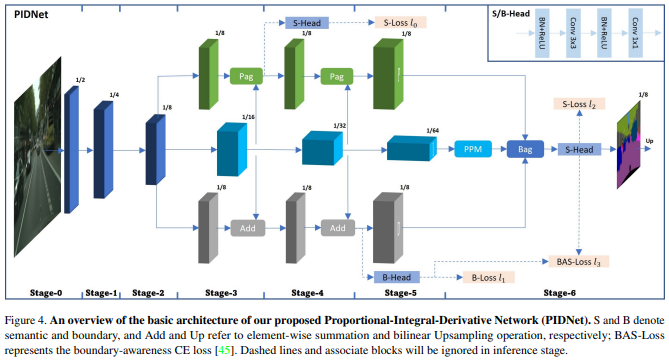 PIDNet
S/B-Head
BN+ReLU
Conv 3x3
BN+ReLU
Conv 1x1
S-Head
S-Loss l0
1/8
Pag
1/8
Pag
1/8
1/2
1/4
1/8
1/16
1/32
1/64
PPM
Bag
S-Head
S-Loss l2
1/8
Up
1/8
Add
1/8
Add
1/8
B-Head
B-Loss l1
BAS-Loss l3
Stage-0
Stage-1
Stage-2
Stage-3
Stage-4
Stage-5
Stage-6
Figure 4. An overview of the basic architecture of our proposed Proportional-Integral-Derivative Network (PIDNet). S and B denote
semantic and boundary, and Add and Up refer to element-wise summation and bilinear Upsampling operation, respectively; BAS-Loss
represents the boundary-awareness CE loss [45]. Dashed lines and associate blocks will be ignored in inference stage.